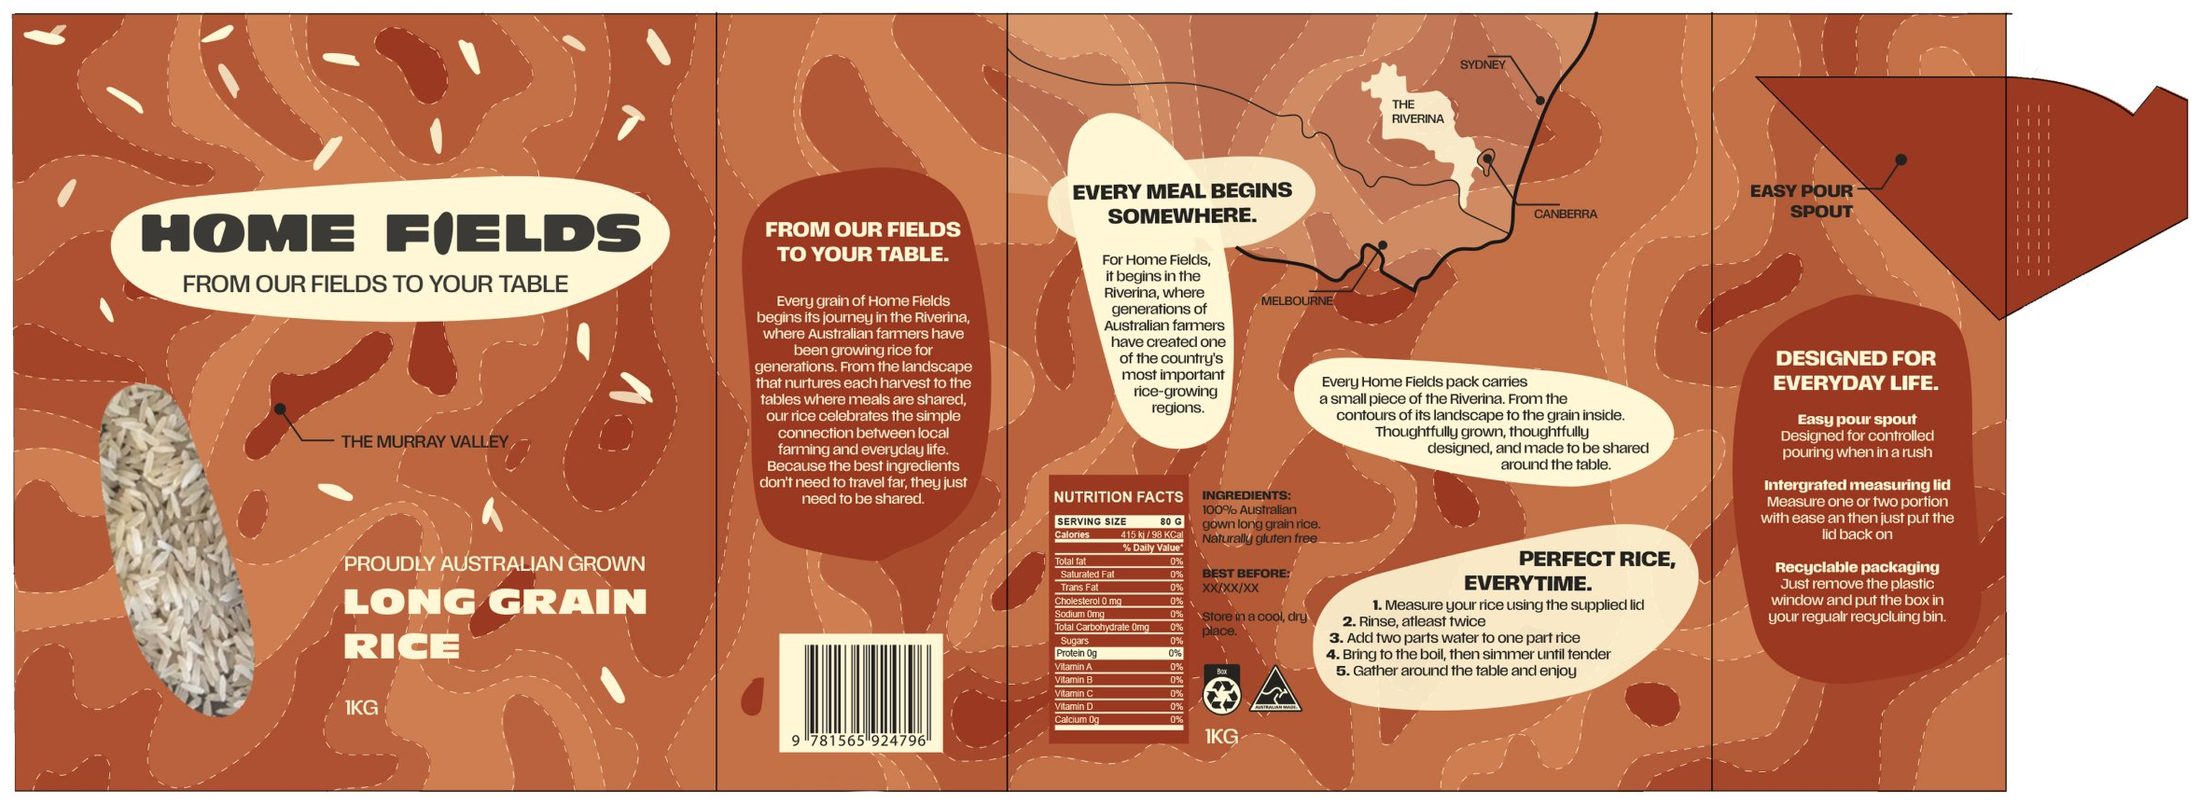 HOME FIELDS
FROM OUR FIELDS TO YOUR TABLE
THE MURRAY VALLEY
PROUDLY AUSTRALIAN GROWN
LONG GRAIN
RICE
1KG
FROM OUR FIELDS
TO YOUR TABLE.
Every grain of Home Fields
begins its journey in the Riverina,
where Australian farmers have
been growing rice for
generations. From the landscape
that nurtures each harvest to the
tables where meals are shared,
our rice celebrates the simple
connection between local
farming and everyday life.
Because the best ingredients
don't need to travel far, they just
need to be shared.
9 781565 924796
SYDNEY
THE
RIVERINA
CANBERRA
MELBOURNE
EVERY MEAL BEGINS
SOMEWHERE.
For Home Fields,
it begins in the
Riverina, where
generations of
Australian farmers
have created one
of the country's
most important
rice-growing
regions.
Every Home Fields pack carries
a small piece of the Riverina. From the
contours of its landscape to the grain inside.
Thoughtfully grown, thoughtfully
designed, and made to be shared
around the table.
NUTRITION FACTS
SERVING SIZE 80 G
Calories 415 kj / 98 KCal
% Daily Value*
Total fat 0%
Saturated Fat 0%
Trans Fat 0%
Cholesterol 0 mg 0%
Sodium 0mg 0%
Total Carbohydrate 0mg 0%
Sugars 0%
Protein 0g 0%
Vitamin A 0%
Vitamin B 0%
Vitamin C 0%
Vitamin D 0%
Calcium 0g 0%
INGREDIENTS:
100% Australian
gown long grain rice.
Naturally gluten free
BEST BEFORE:
XX/XX/XX
Store in a cool, dry
place.
Box
AUSTRALIAN MADE
1KG
PERFECT RICE,
EVERYTIME.
1. Measure your rice using the supplied lid
2. Rinse, atleast twice
3. Add two parts water to one part rice
4. Bring to the boil, then simmer until tender
5. Gather around the table and enjoy
EASY POUR
SPOUT
DESIGNED FOR
EVERYDAY LIFE.
Easy pour spout
Designed for controlled
pouring when in a rush
Intergrated measuring lid
Measure one or two portion
with ease an then just put the
lid back on
Recyclable packaging
Just remove the plastic
window and put the box in
your regualr recycluing bin.